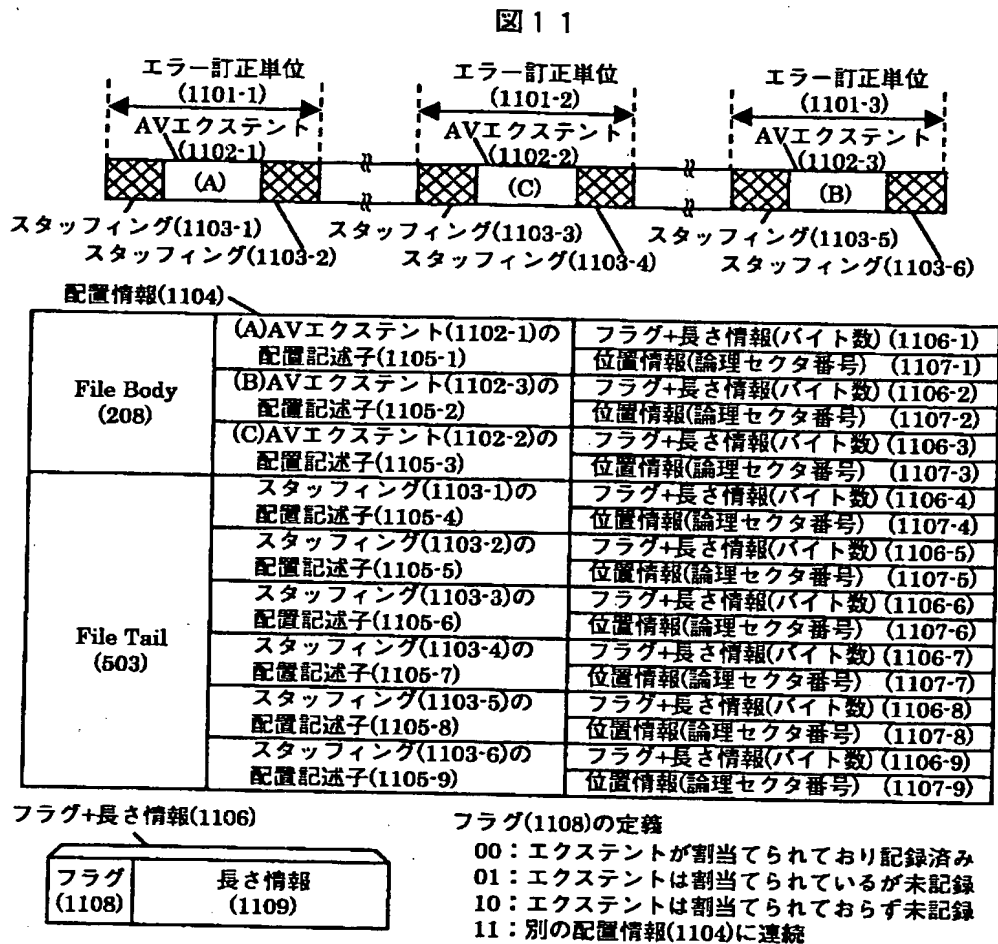 図11
エラー訂正単位 エラー訂正単位 エラー訂正単位
(1101-1) (1101-2) (1101-3)
AVエクステント AVエクステント AVエクステント
(1102-1) (1102-2) (1102-3)
(A) (C) (B)
スタッフィング(1103-1) スタッフィング(1103-3) スタッフィング(1103-5)
スタッフィング(1103-2) スタッフィング(1103-4) スタッフィング(1103-6)
配置情報(1104)
File Body
(208)
(A)AVエクステント(1102-1)の
配置記述子(1105-1)
フラグ+長さ情報(バイト数) (1106-1)
位置情報(論理セクタ番号) (1107-1)
(B)AVエクステント(1102-3)の
配置記述子(1105-2)
フラグ+長さ情報(バイト数) (1106-2)
位置情報(論理セクタ番号) (1107-2)
(C)AVエクステント(1102-2)の
配置記述子(1105-3)
フラグ+長さ情報(バイト数) (1106-3)
位置情報(論理セクタ番号) (1107-3)
File Tail
(503)
スタッフィング(1103-1)の
配置記述子(1105-4)
フラグ+長さ情報(バイト数) (1106-4)
位置情報(論理セクタ番号) (1107-4)
スタッフィング(1103-2)の
配置記述子(1105-5)
フラグ+長さ情報(バイト数) (1106-5)
位置情報(論理セクタ番号) (1107-5)
スタッフィング(1103-3)の
配置記述子(1105-6)
フラグ+長さ情報(バイト数) (1106-6)
位置情報(論理セクタ番号) (1107-6)
スタッフィング(1103-4)の
配置記述子(1105-7)
フラグ+長さ情報(バイト数) (1106-7)
位置情報(論理セクタ番号) (1107-7)
スタッフィング(1103-5)の
配置記述子(1105-8)
フラグ+長さ情報(バイト数) (1106-8)
位置情報(論理セクタ番号) (1107-8)
スタッフィング(1103-6)の
配置記述子(1105-9)
フラグ+長さ情報(バイト数) (1106-9)
位置情報(論理セクタ番号) (1107-9)
フラグ+長さ情報(1106)
フラグ
(1108)
長さ情報
(1109)
フラグ(1108)の定義
00：エクステントが割当てられており記録済み
01：エクステントは割当てられているが未記録
10：エクステントは割当てられておらず未記録
11：別の配置情報(1104)に連続